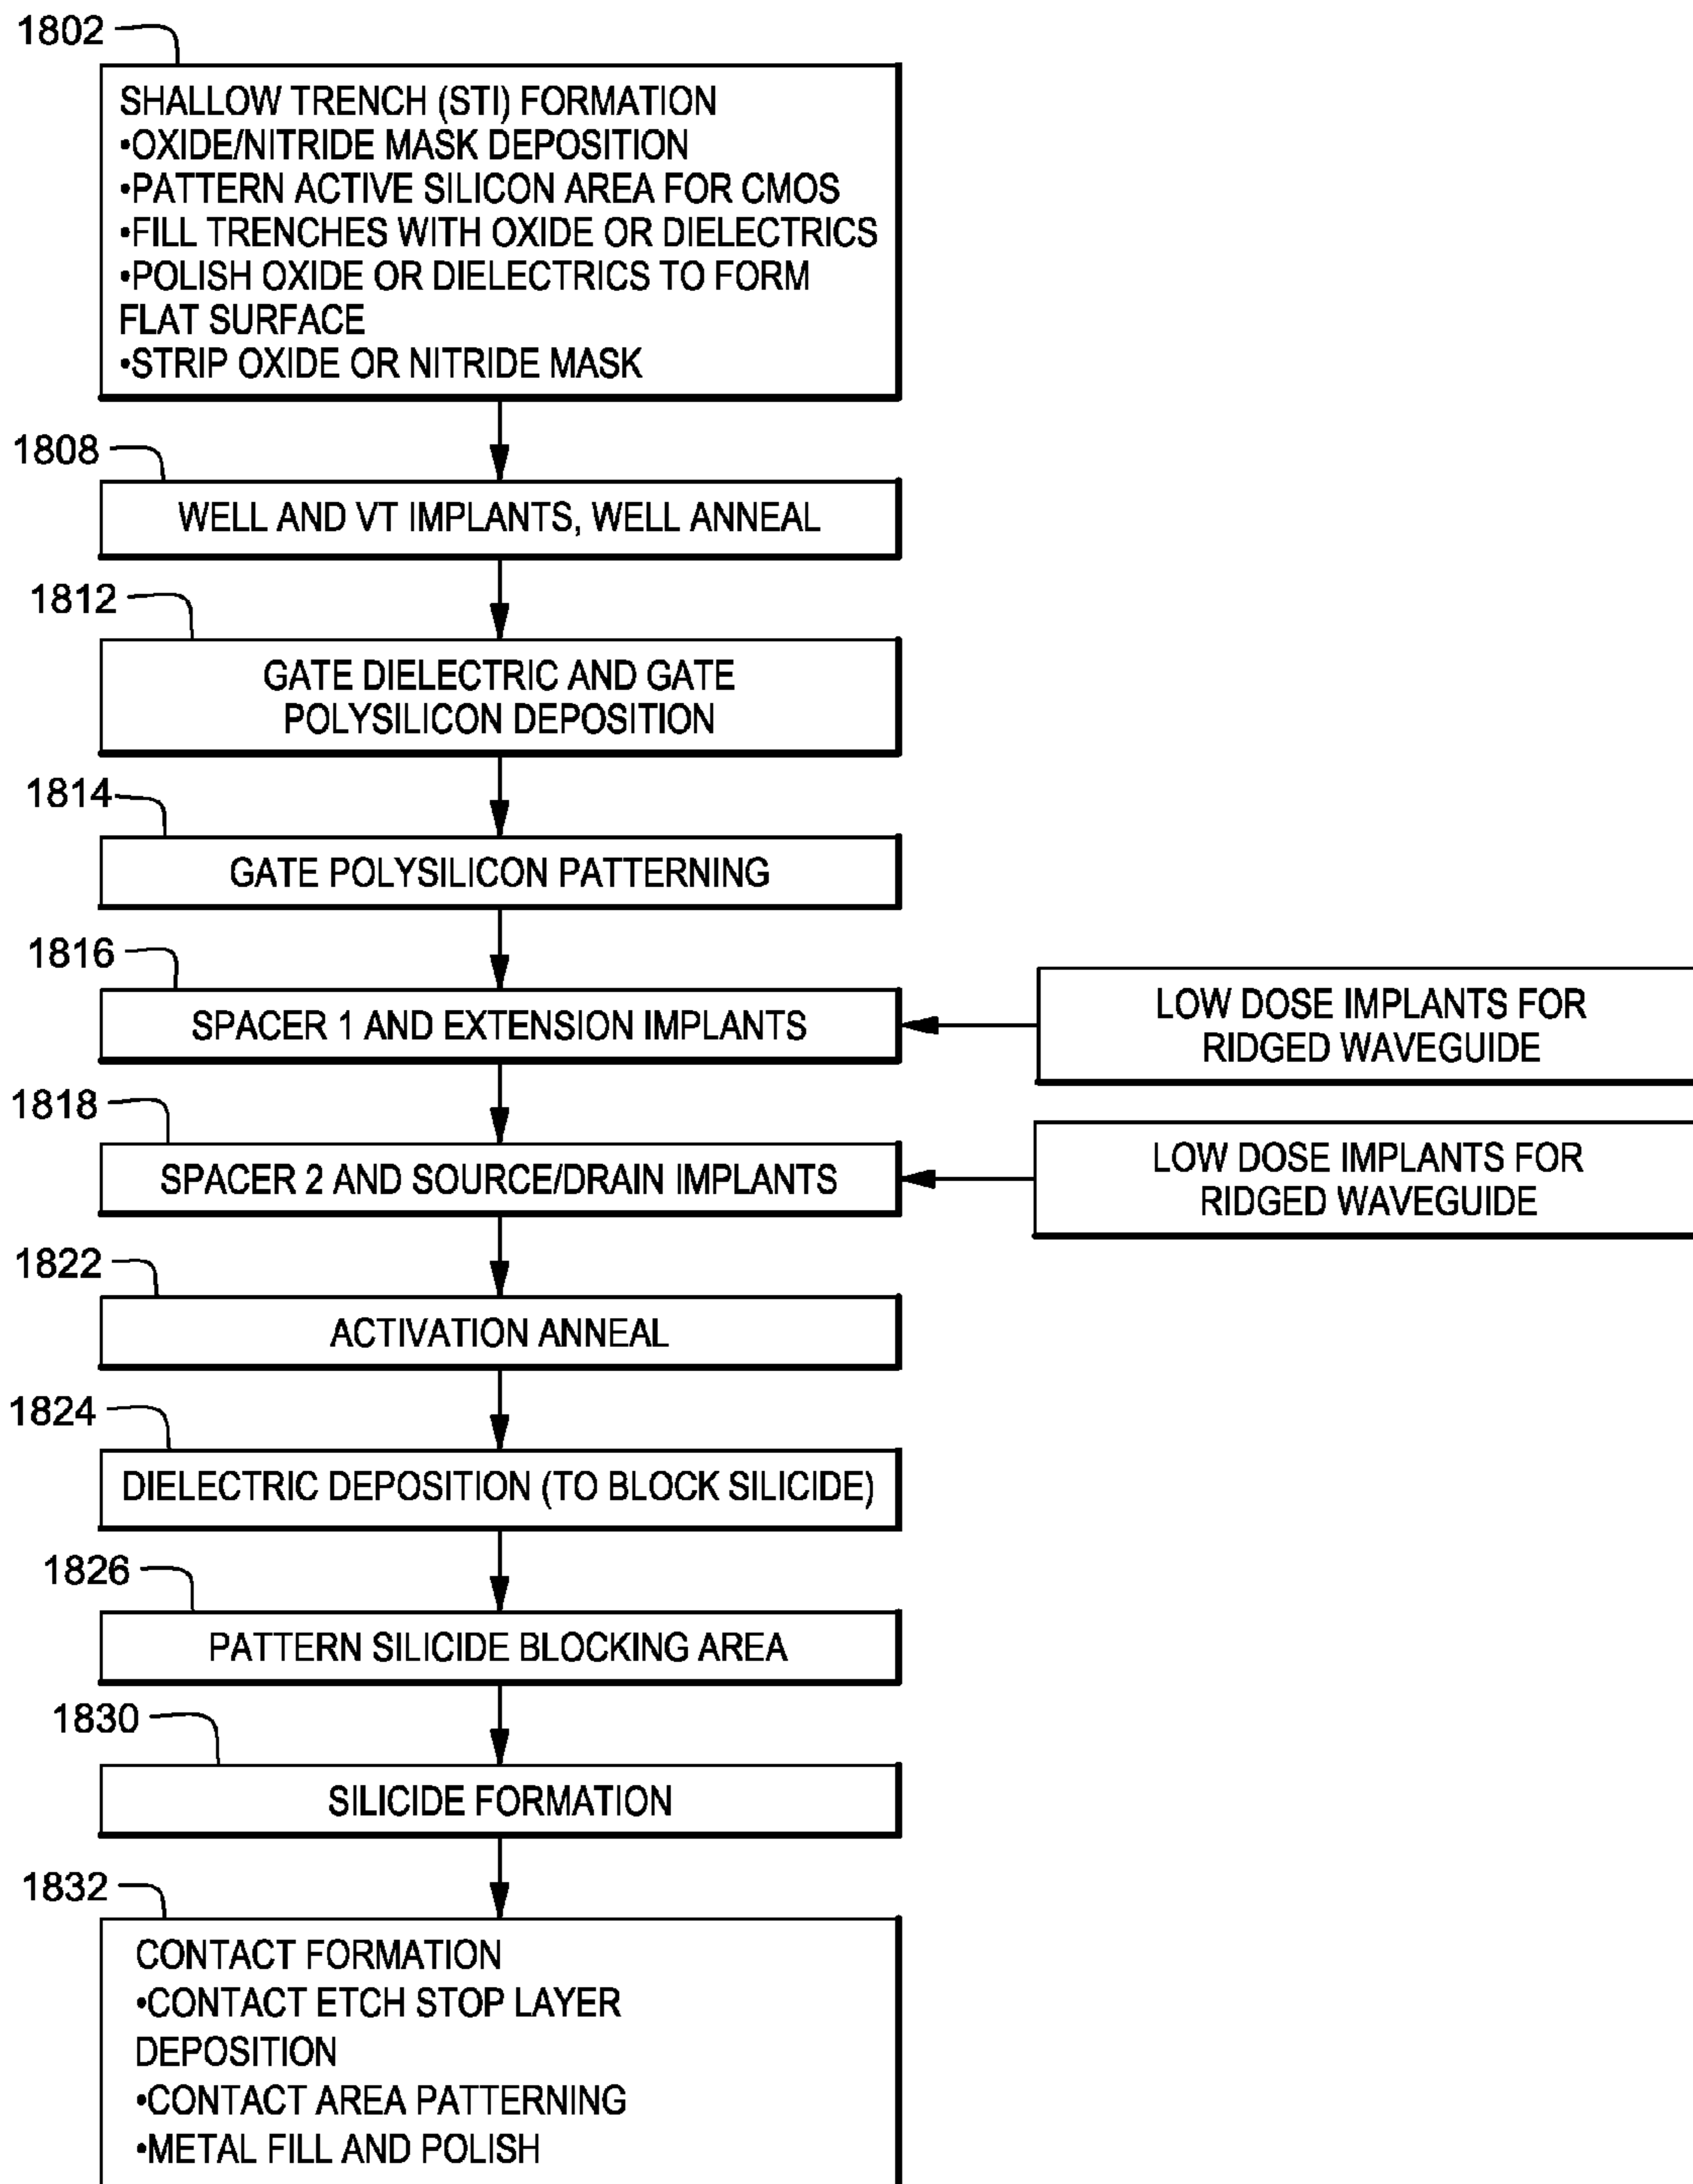 1802
SHALLOW TRENCH (STI) FORMATION
•OXIDE/NITRIDE MASK DEPOSITION
•PATTERN ACTIVE SILICON AREA FOR CMOS
•FILL TRENCHES WITH OXIDE OR DIELECTRICS
•POLISH OXIDE OR DIELECTRICS TO FORM
FLAT SURFACE
•STRIP OXIDE OR NITRIDE MASK
1808
WELL AND VT IMPLANTS, WELL ANNEAL
1812
GATE DIELECTRIC AND GATE
POLYSILICON DEPOSITION
1814
GATE POLYSILICON PATTERNING
1816
SPACER 1 AND EXTENSION IMPLANTS
LOW DOSE IMPLANTS FOR
RIDGED WAVEGUIDE
1818
SPACER 2 AND SOURCE/DRAIN IMPLANTS
LOW DOSE IMPLANTS FOR
RIDGED WAVEGUIDE
1822
ACTIVATION ANNEAL
1824
DIELECTRIC DEPOSITION (TO BLOCK SILICIDE)
1826
PATTERN SILICIDE BLOCKING AREA
1830
SILICIDE FORMATION
1832
CONTACT FORMATION
•CONTACT ETCH STOP LAYER
DEPOSITION
•CONTACT AREA PATTERNING
•METAL FILL AND POLISH